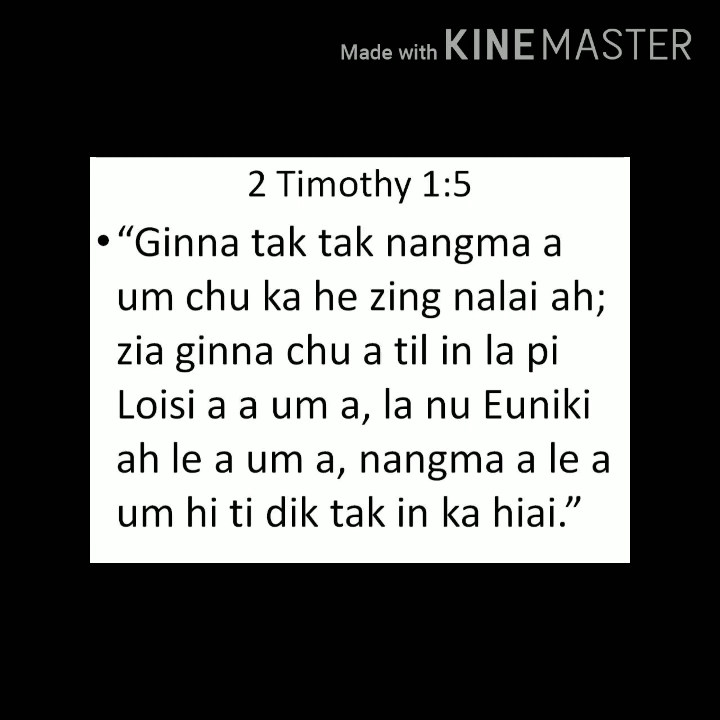 Made with KINEMASTER
2 Timothy 1:5
• “Ginna tak tak nangma a
um chu ka he zing nalai ah;
zia ginna chu a til in la pi
Loisi a a um a, la nu Euniki
ah le a um a, nangma a le a
um hi ti dik tak in ka hiai.”